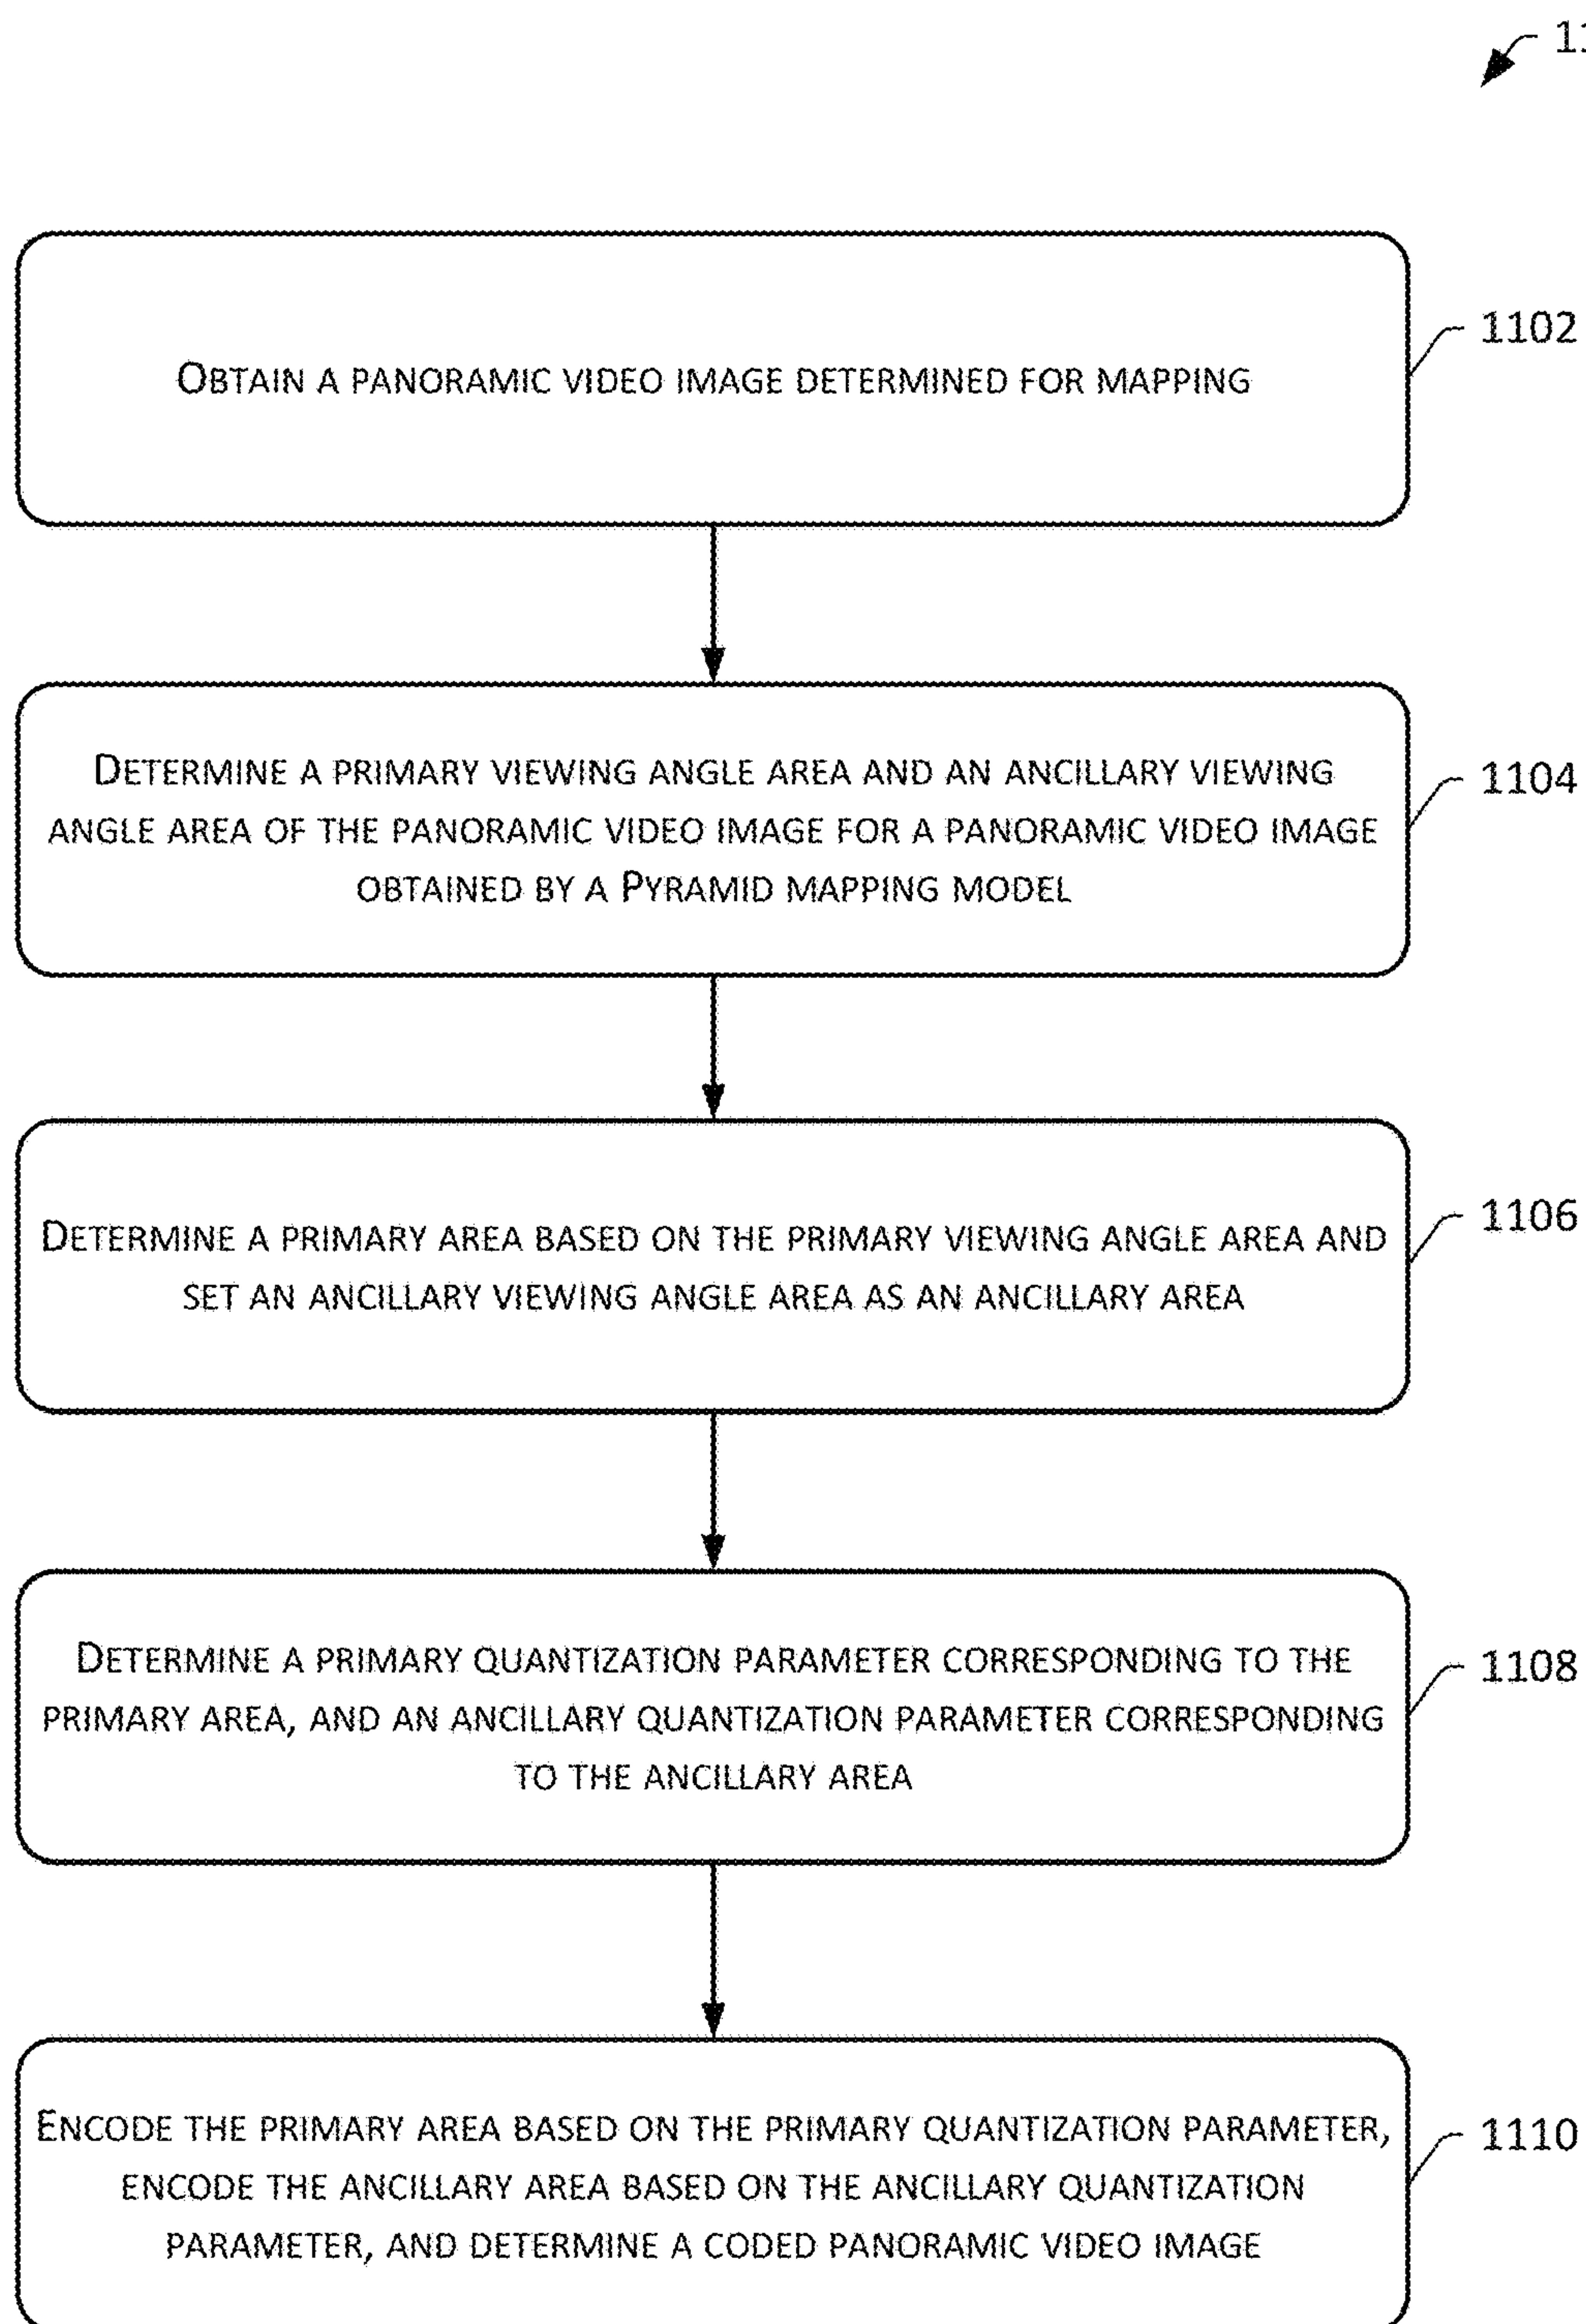 1102
OBTAIN A PANORAMIC VIDEO IMAGE DETERMINED FOR MAPPING
1104
DETERMINE A PRIMARY VIEWING ANGLE AREA AND AN ANCILLARY VIEWING
ANGLE AREA OF THE PANORAMIC VIDEO IMAGE FOR A PANORAMIC VIDEO IMAGE
OBTAINED BY A PYRAMID MAPPING MODEL
1106
DETERMINE A PRIMARY AREA BASED ON THE PRIMARY VIEWING ANGLE AREA AND
SET AN ANCILLARY VIEWING ANGLE AREA AS AN ANCILLARY AREA
1108
DETERMINE A PRIMARY QUANTIZATION PARAMETER CORRESPONDING TO THE
PRIMARY AREA, AND AN ANCILLARY QUANTIZATION PARAMETER CORRESPONDING
TO THE ANCILLARY AREA
1110
ENCODE THE PRIMARY AREA BASED ON THE PRIMARY QUANTIZATION PARAMETER,
ENCODE THE ANCILLARY AREA BASED ON THE ANCILLARY QUANTIZATION
PARAMETER, AND DETERMINE A CODED PANORAMIC VIDEO IMAGE